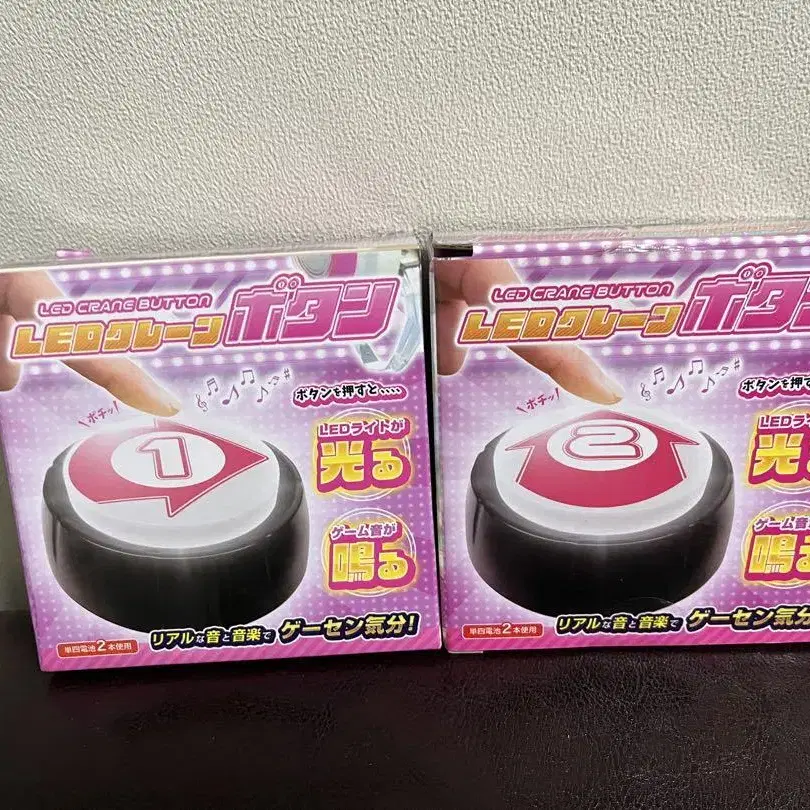 LED CRANE BUTTON
LEDクレーンボタン
ボタンを押すと....
ポチッ!
1
LEDライトが
光る
ゲーム音が
鳴る
リアルな音と音楽でゲーセン気分!
単四電池2本使用
LED CRANE BUTTON
LEDクレーンボタ
ボタンを押すと
ポチッ!
2
LEDライ
光る
ゲーム音
鳴る
リアルな音と音楽でゲーセン気分
単四電池2本使用